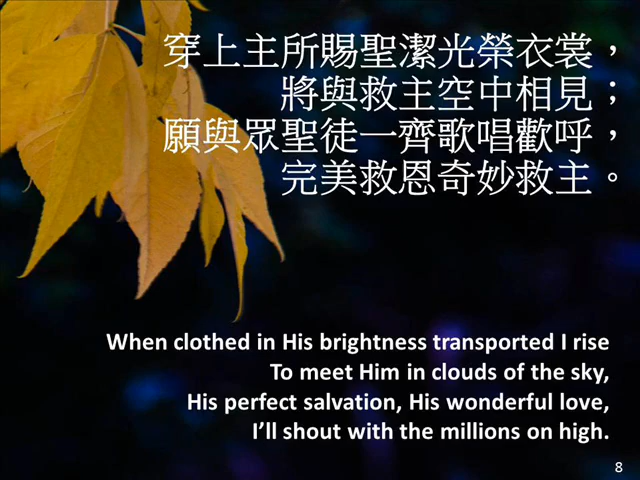 穿上主所賜聖潔光榮衣裳，
將與救主空中相見；
願與眾聖徒一齊歌唱歡呼，
完美救恩奇妙救主。
When clothed in His brightness transported I rise
To meet Him in clouds of the sky,
His perfect salvation, His wonderful love,
I’ll shout with the millions on high.
8